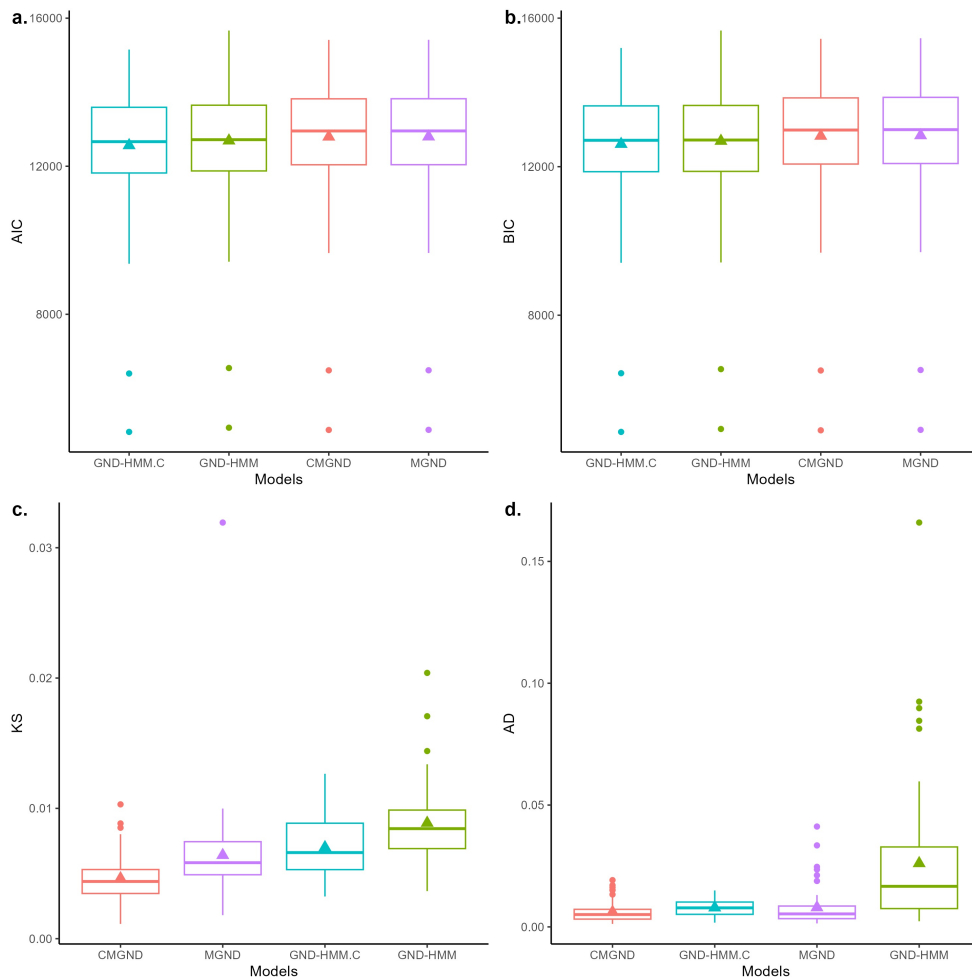 a.
16000
12000
8000
AIC
GND-HMM.C GND-HMM CMGND MGND
Models
b.
16000
12000
8000
BIC
GND-HMM.C GND-HMM CMGND MGND
Models
c.
0.03
0.02
0.01
0.00
KS
CMGND MGND GND-HMM.C GND-HMM
Models
d.
0.15
0.10
0.05
0.00
AD
CMGND GND-HMM.C MGND GND-HMM
Models